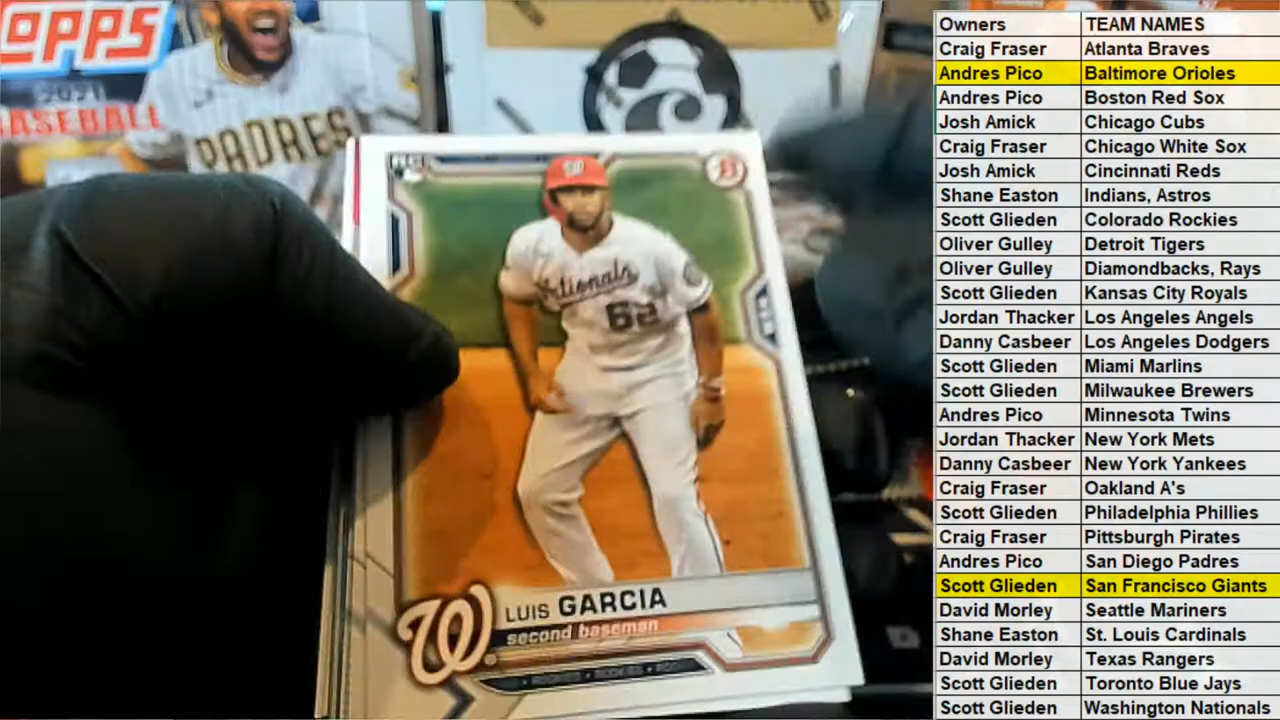 TOPPS
2021
BASEBALL
PADRES
RC
Nationals
62
W
LUIS GARCIA
second baseman
Owners TEAM NAMES
Craig Fraser Atlanta Braves
Andres Pico Baltimore Orioles
Andres Pico Boston Red Sox
Josh Amick Chicago Cubs
Craig Fraser Chicago White Sox
Josh Amick Cincinnati Reds
Shane Easton Indians, Astros
Scott Glieden Colorado Rockies
Oliver Gulley Detroit Tigers
Oliver Gulley Diamondbacks, Rays
Scott Glieden Kansas City Royals
Jordan Thacker Los Angeles Angels
Danny Casbeer Los Angeles Dodgers
Scott Glieden Miami Marlins
Scott Glieden Milwaukee Brewers
Andres Pico Minnesota Twins
Jordan Thacker New York Mets
Danny Casbeer New York Yankees
Craig Fraser Oakland A's
Scott Glieden Philadelphia Phillies
Craig Fraser Pittsburgh Pirates
Andres Pico San Diego Padres
Scott Glieden San Francisco Giants
David Morley Seattle Mariners
Shane Easton St. Louis Cardinals
David Morley Texas Rangers
Scott Glieden Toronto Blue Jays
Scott Glieden Washington Nationals